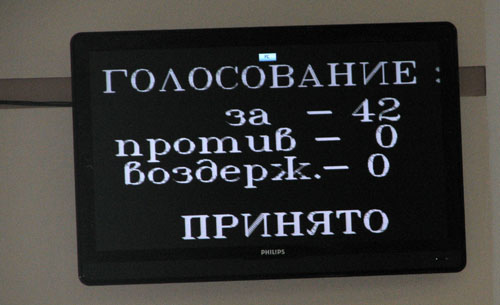 ГОЛОСОВАНИЕ :
за – 42
против – 0
воздерж.– 0
ПРИНЯТО
PHILIPS